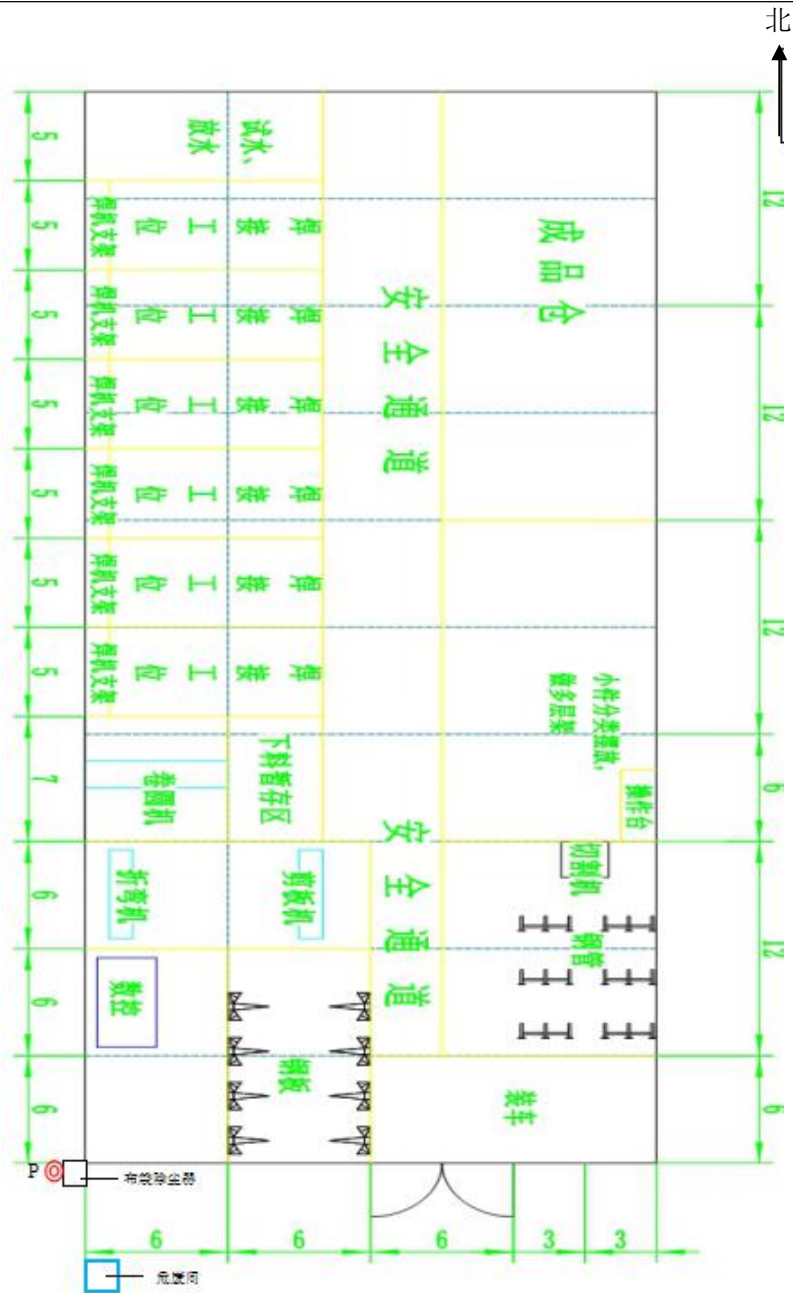 北
试水、
放水
5
12
焊机支架 焊接工位
5
成品仓
焊机支架 焊接工位
5
安全通道
焊机支架 焊接工位
5
12
焊机支架 焊接工位
5
焊机支架 焊接工位
5
12
焊机支架 焊接工位
5
小件分类摆放，
做多层架
卷圆机
7
下料暂存区
操作台
6
安全通道
折弯机
6
剪板机
切割机
钢管
12
数控
6
钢板
装车
6
6
P
布袋除尘器
6
6
6
3
3
危废间